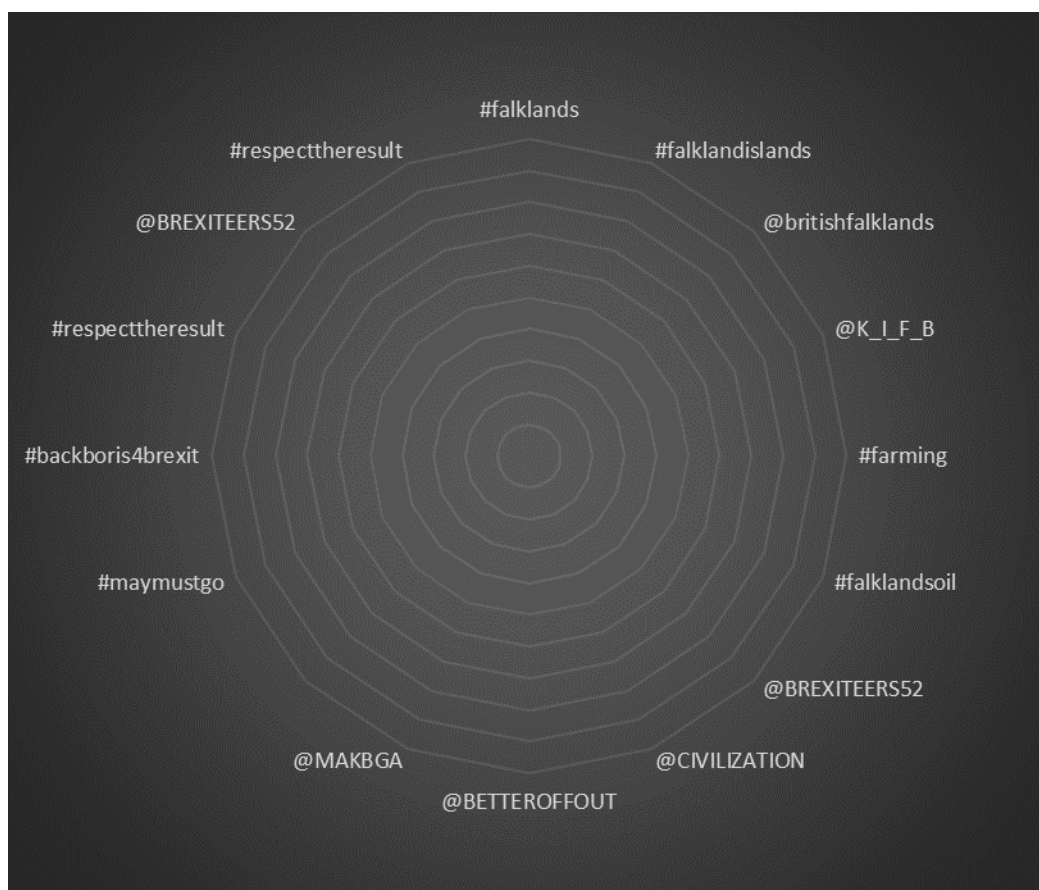 #falklands
#respecttheresult
#falklandislands
@BREXITEERS52
@britishfalklands
#respecttheresult
@K_I_F_B
#backboris4brexit
#farming
#maymustgo
#falklandsoil
@BREXITEERS52
@MAKBGA
@CIVILIZATION
@BETTEROFFOUT